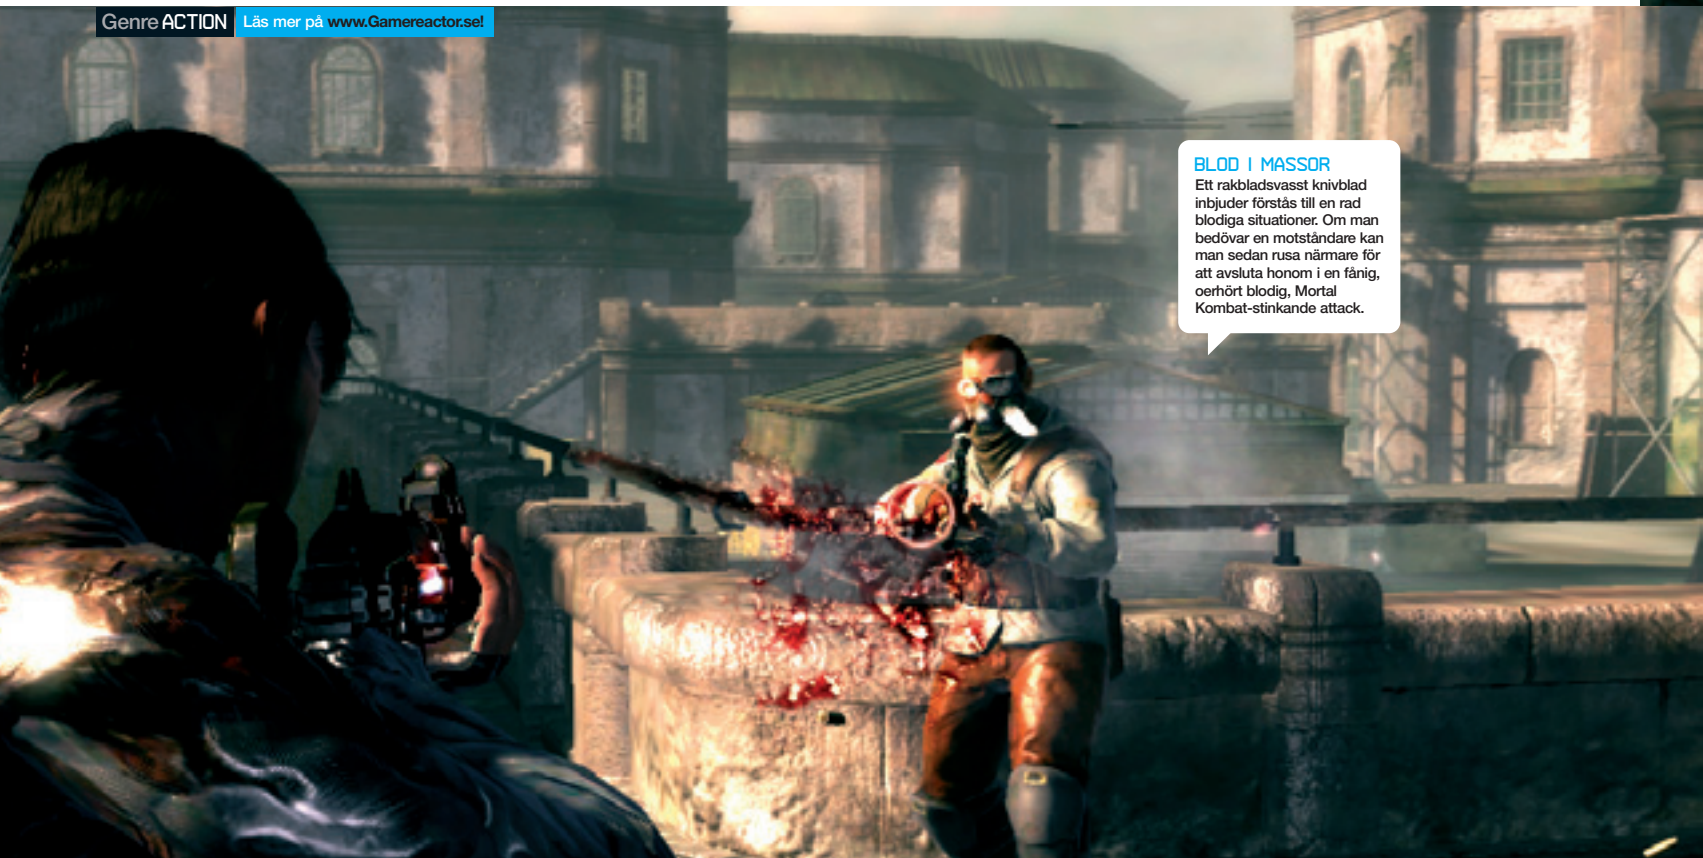 Genre ACTION Läs mer på www.Gamereactor.se!
BLOD I MASSOR
Ett rakbladsvasst knivblad
inbjuder förstås till en rad
blodiga situationer. Om man
bedövar en motståndare kan
man sedan rusa närmare för
att avsluta honom i en fånig,
oerhört blodig, Mortal
Kombat-stinkande attack.